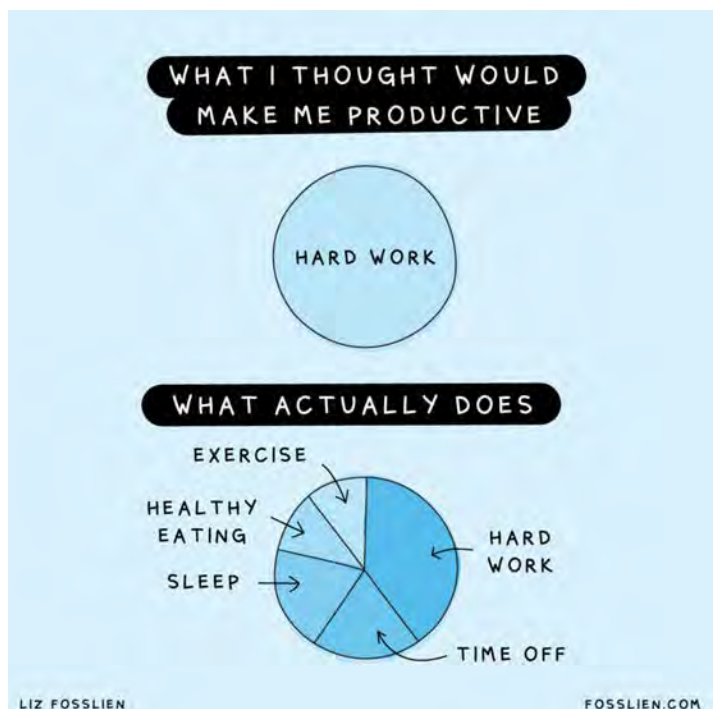 WHAT I THOUGHT WOULD
MAKE ME PRODUCTIVE
HARD WORK
WHAT ACTUALLY DOES
EXERCISE
HEALTHY
EATING
SLEEP
HARD
WORK
TIME OFF
LIZ FOSSLIEN
FOSSLIEN.COM